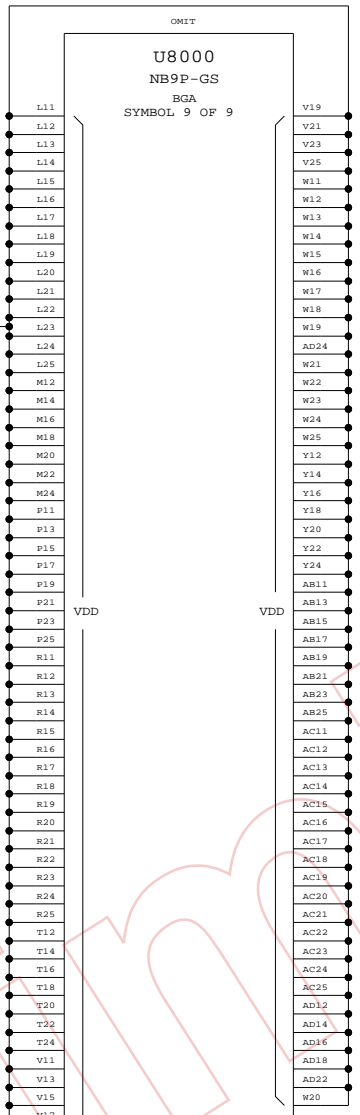 OMIT
U8000
NB9P-GS
BGA
SYMBOL 9 OF 9
L11 V19
L12 V21
L13 V23
L14 V25
L15 W11
L16 W12
L17 W13
L18 W14
L19 W15
L20 W16
L21 W17
L22 W18
L23 W19
L24 AD24
L25 W21
M12 W22
M14 W23
M16 W24
M18 W25
M20 Y12
M22 Y14
M24 Y16
P11 Y18
P13 Y20
P15 Y22
P17 Y24
P19 AB11
P21 VDD VDD AB13
P23 AB15
P25 AB17
R11 AB19
R12 AB21
R13 AB23
R14 AB25
R15 AC11
R16 AC12
R17 AC13
R18 AC14
R19 AC15
R20 AC16
R21 AC17
R22 AC18
R23 AC19
R24 AC20
R25 AC21
T12 AC22
T14 AC23
T16 AC24
T18 AC25
T20 AD12
T22 AD14
T24 AD16
V11 AD18
V13 AD22
V15 W20